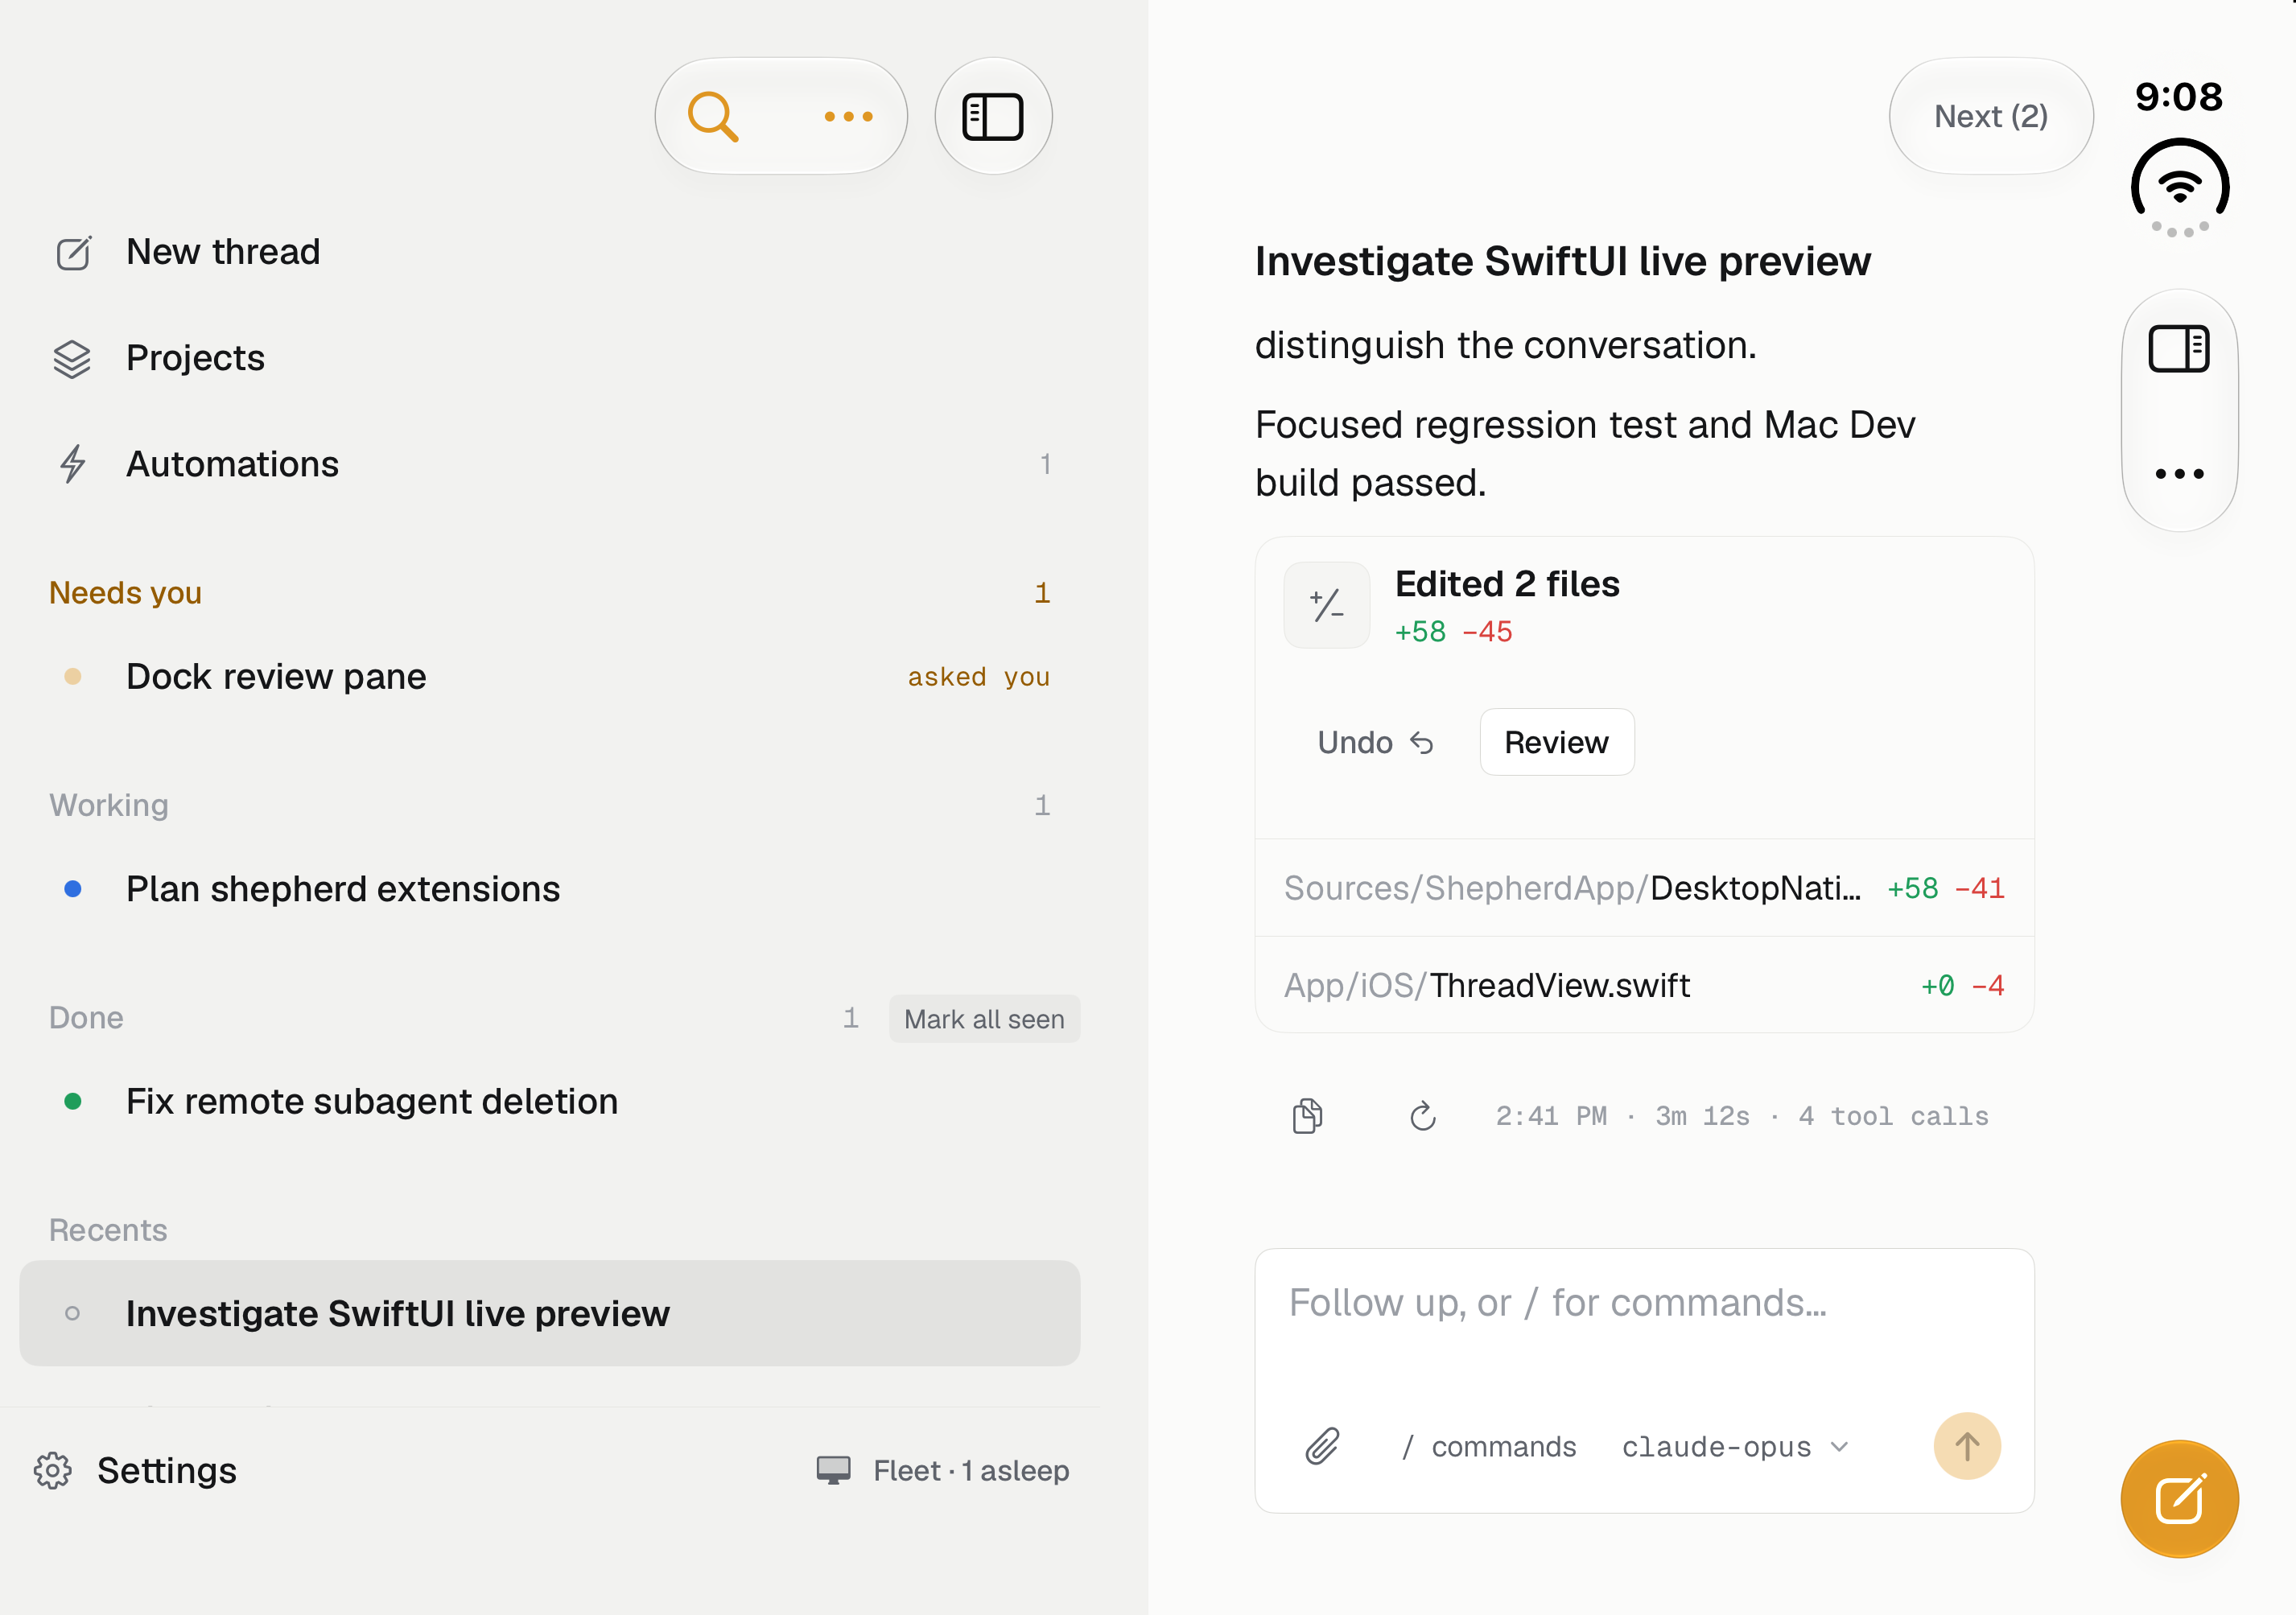 New thread
Projects
Automations 1
Needs you 1
Dock review pane asked you
Working 1
Plan shepherd extensions
Done 1 Mark all seen
Fix remote subagent deletion
Recents
Investigate SwiftUI live preview
Settings Fleet · 1 asleep
Next (2)
9:08
Investigate SwiftUI live preview
distinguish the conversation.
Focused regression test and Mac Dev
build passed.
Edited 2 files
+58 −45
Undo Review
Sources/ShepherdApp/DesktopNati… +58 −41
App/iOS/ThreadView.swift +0 −4
2:41 PM · 3m 12s · 4 tool calls
Follow up, or / for commands…
/ commands claude-opus